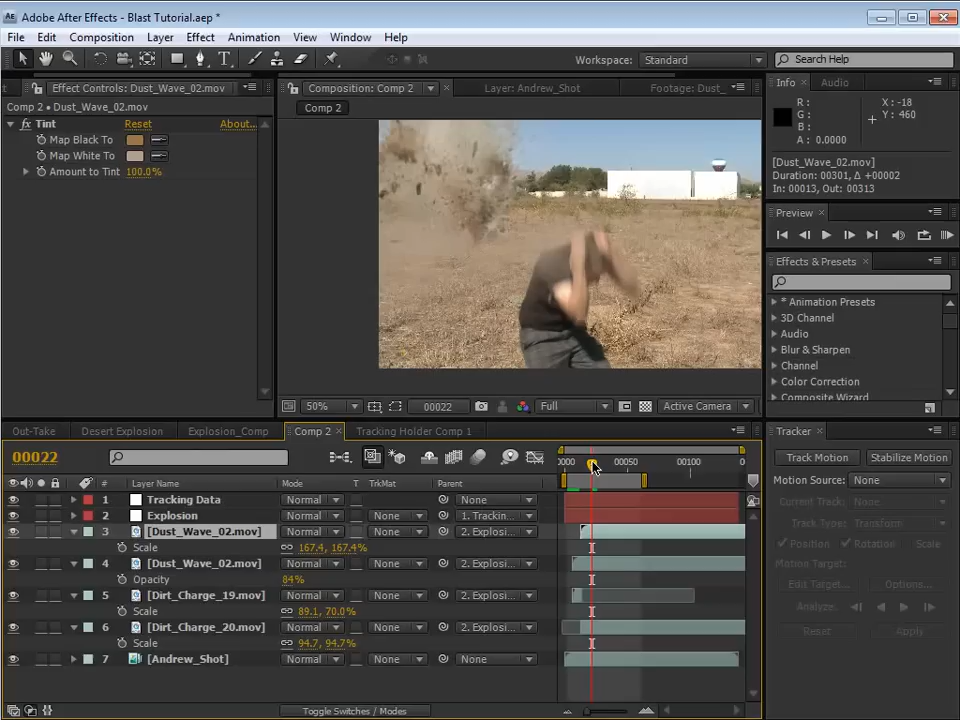 Adobe After Effects - Blast Tutorial.aep *
File Edit Composition Layer Effect Animation View Window Help
Workspace: Standard Search Help
Effect Controls: Dust_Wave_02.mov
Comp 2 • Dust_Wave_02.mov
fx Tint Reset About...
Map Black To
Map White To
Amount to Tint 100.0%
Composition: Comp 2 Layer: Andrew_Shot Footage: Dust_
Comp 2
50% 00022 Full Active Camera
Info Audio
R : X : -18
G : Y : 460
B :
A : 0.0000
[Dust_Wave_02.mov]
Duration: 00301, Δ +00002
In: 00013, Out: 00313
Preview
Effects & Presets
* Animation Presets
3D Channel
Audio
Blur & Sharpen
Channel
Color Correction
Composite Wizard
Out-Take Desert Explosion Explosion_Comp Comp 2 Tracking Holder Comp 1
00022
0000 00050 00100 0
# Layer Name Mode T TrkMat Parent
1 Tracking Data Normal None
2 Explosion Normal None 1. Trackin...
3 [Dust_Wave_02.mov] Normal None 2. Explosi...
Scale 167.4, 167.4%
4 [Dust_Wave_02.mov] Normal None 2. Explosi...
Opacity 84%
5 [Dirt_Charge_19.mov] Normal None 2. Explosi...
Scale 89.1, 70.0%
6 [Dirt_Charge_20.mov] Normal None 2. Explosi...
Scale 94.7, 94.7%
7 [Andrew_Shot] Normal None None
Toggle Switches / Modes
Tracker
Track Motion Stabilize Motion
Motion Source: None
Current Track: None
Track Type: Transform
Position Rotation Scale
Motion Target:
Edit Target... Options...
Analyze:
Reset Apply